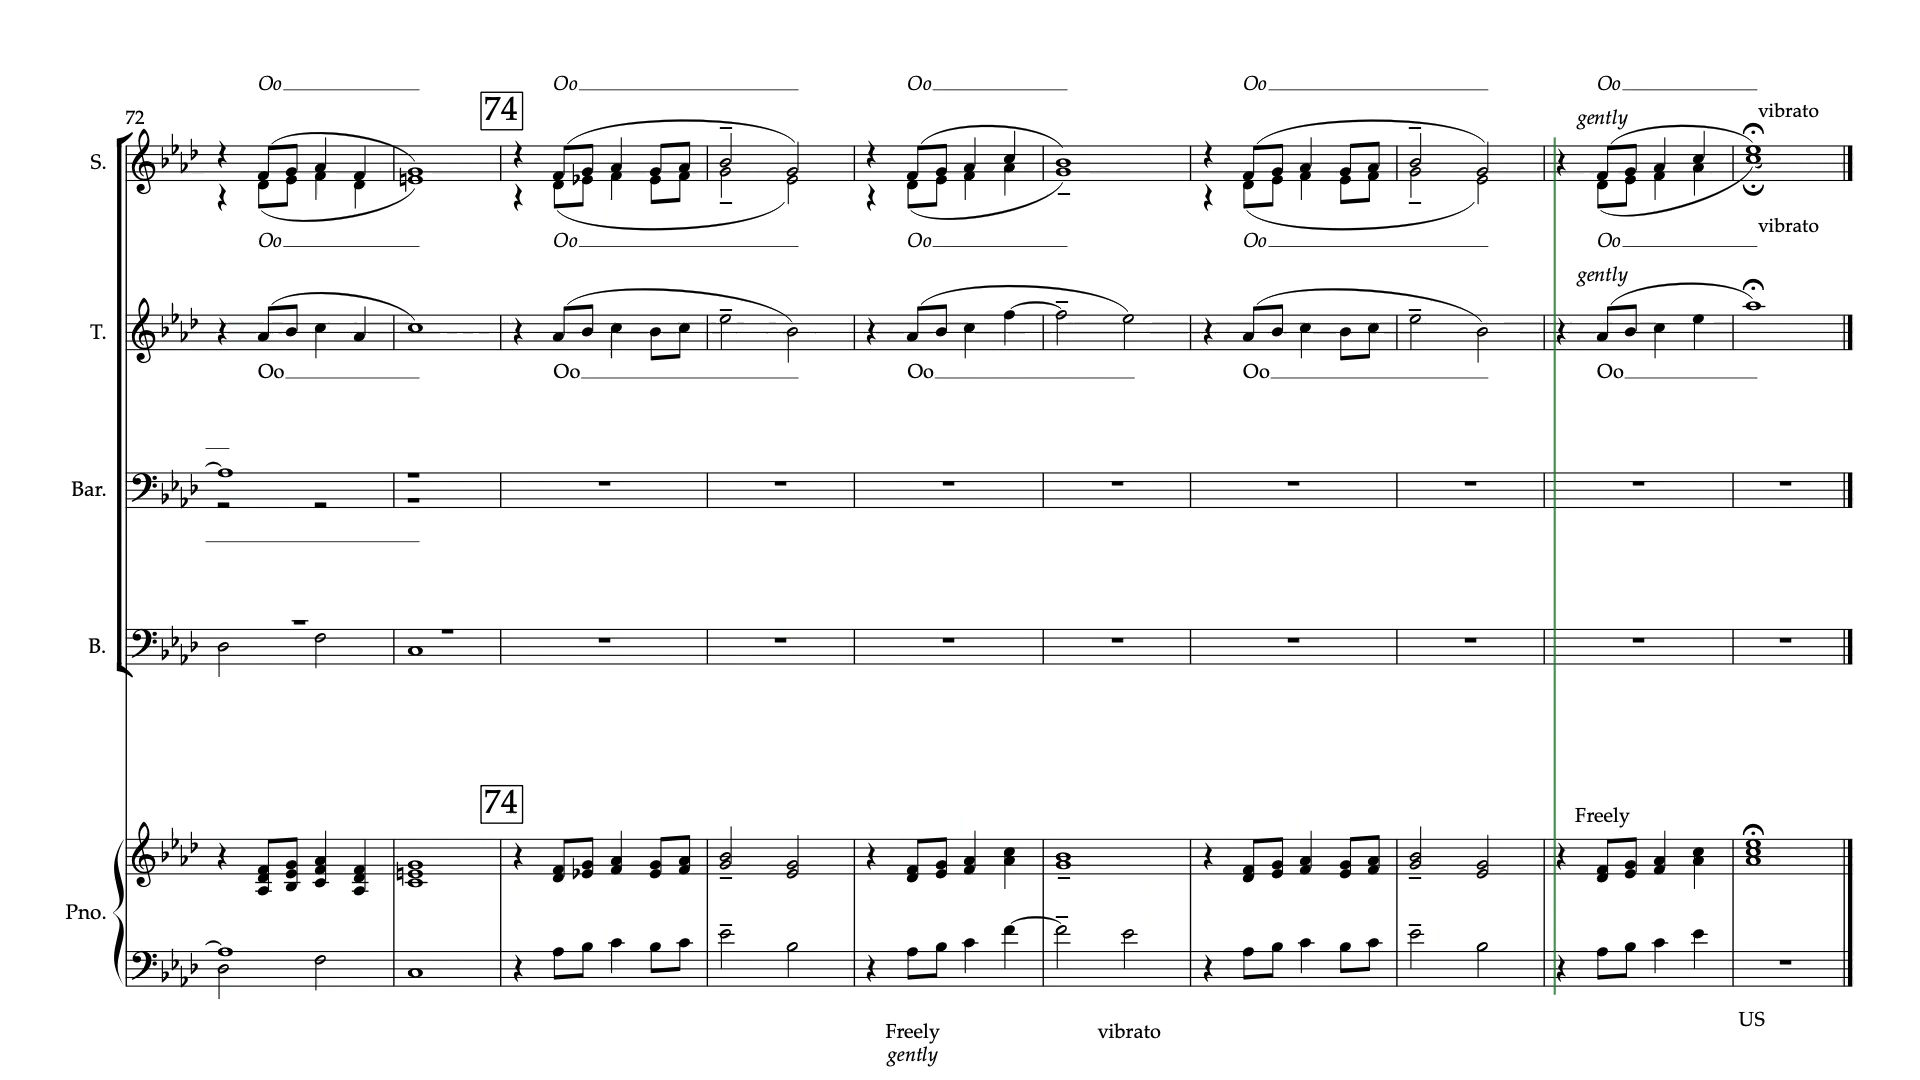 Oo Oo Oo Oo Oo
74
72
gently
vibrato
S.
vibrato
Oo Oo Oo Oo Oo
gently
T.
Oo Oo Oo Oo Oo
Bar.
B.
74
Freely
Pno.
US
Freely
vibrato
gently